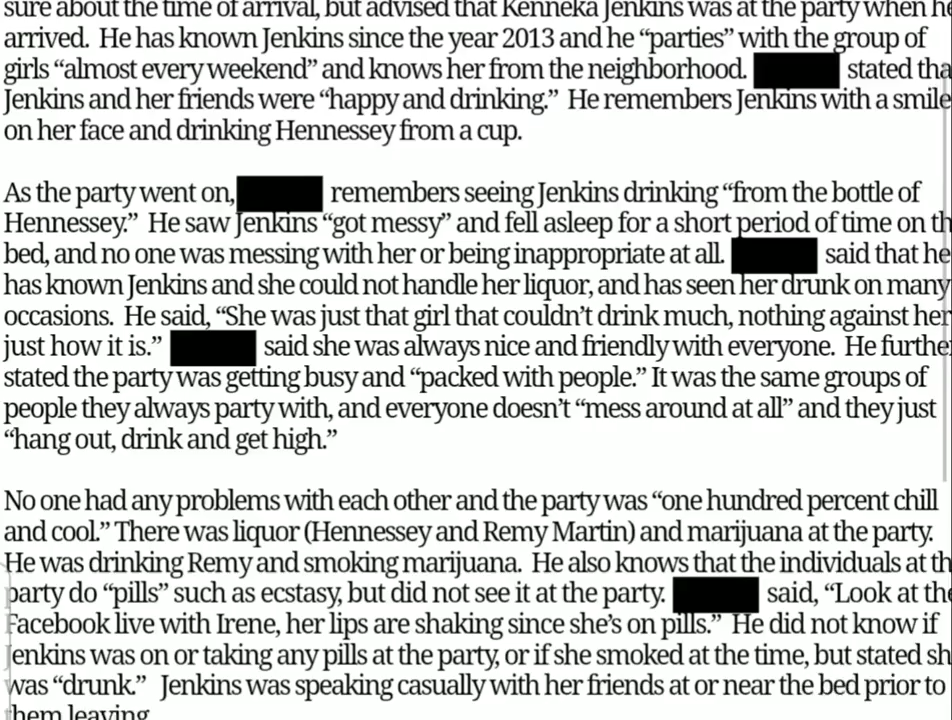 sure about the time of arrival, but advised that Kenneka Jenkins was at the party when he
arrived. He has known Jenkins since the year 2013 and he “parties” with the group of
girls “almost every weekend” and knows her from the neighborhood. stated tha
Jenkins and her friends were “happy and drinking.” He remembers Jenkins with a smile
on her face and drinking Hennessey from a cup.
As the party went on, remembers seeing Jenkins drinking “from the bottle of
Hennessey.” He saw Jenkins “got messy” and fell asleep for a short period of time on th
bed, and no one was messing with her or being inappropriate at all. said that he
has known Jenkins and she could not handle her liquor, and has seen her drunk on many
occasions. He said, “She was just that girl that couldn’t drink much, nothing against her
just how it is.” said she was always nice and friendly with everyone. He furthe
stated the party was getting busy and “packed with people.” It was the same groups of
people they always party with, and everyone doesn’t “mess around at all” and they just
“hang out, drink and get high.”
No one had any problems with each other and the party was “one hundred percent chill
and cool.” There was liquor (Hennessey and Remy Martin) and marijuana at the party.
He was drinking Remy and smoking marijuana. He also knows that the individuals at th
party do “pills” such as ecstasy, but did not see it at the party. said, “Look at the
Facebook live with Irene, her lips are shaking since she’s on pills.” He did not know if
Jenkins was on or taking any pills at the party, or if she smoked at the time, but stated sh
was “drunk.” Jenkins was speaking casually with her friends at or near the bed prior to
them leaving